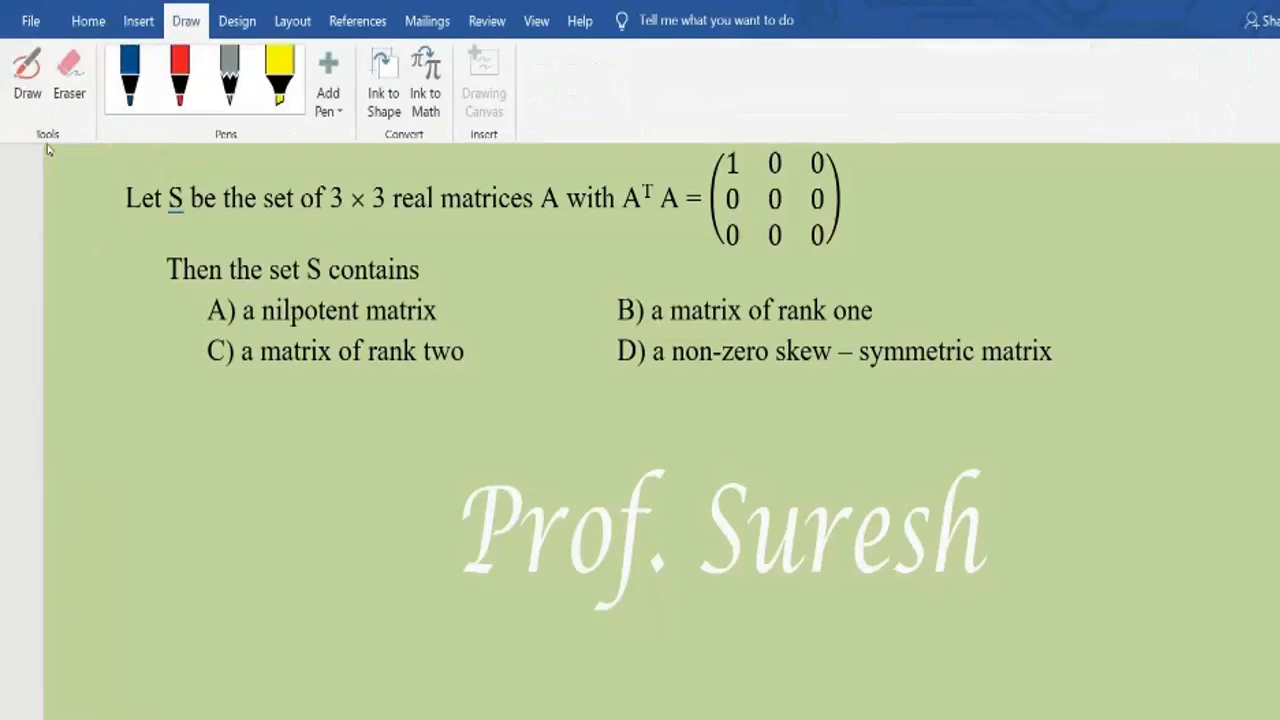 File Home Insert Draw Design Layout References Mailings Review View Help Tell me what you want to do
Draw Eraser Add Pen Ink to Shape Ink to Math Drawing Canvas
Tools Pens Convert Insert
Let S be the set of 3 × 3 real matrices A with Aᵀ A = (1 0 0
0 0 0
0 0 0)
Then the set S contains
A) a nilpotent matrix B) a matrix of rank one
C) a matrix of rank two D) a non-zero skew – symmetric matrix
Prof. Suresh